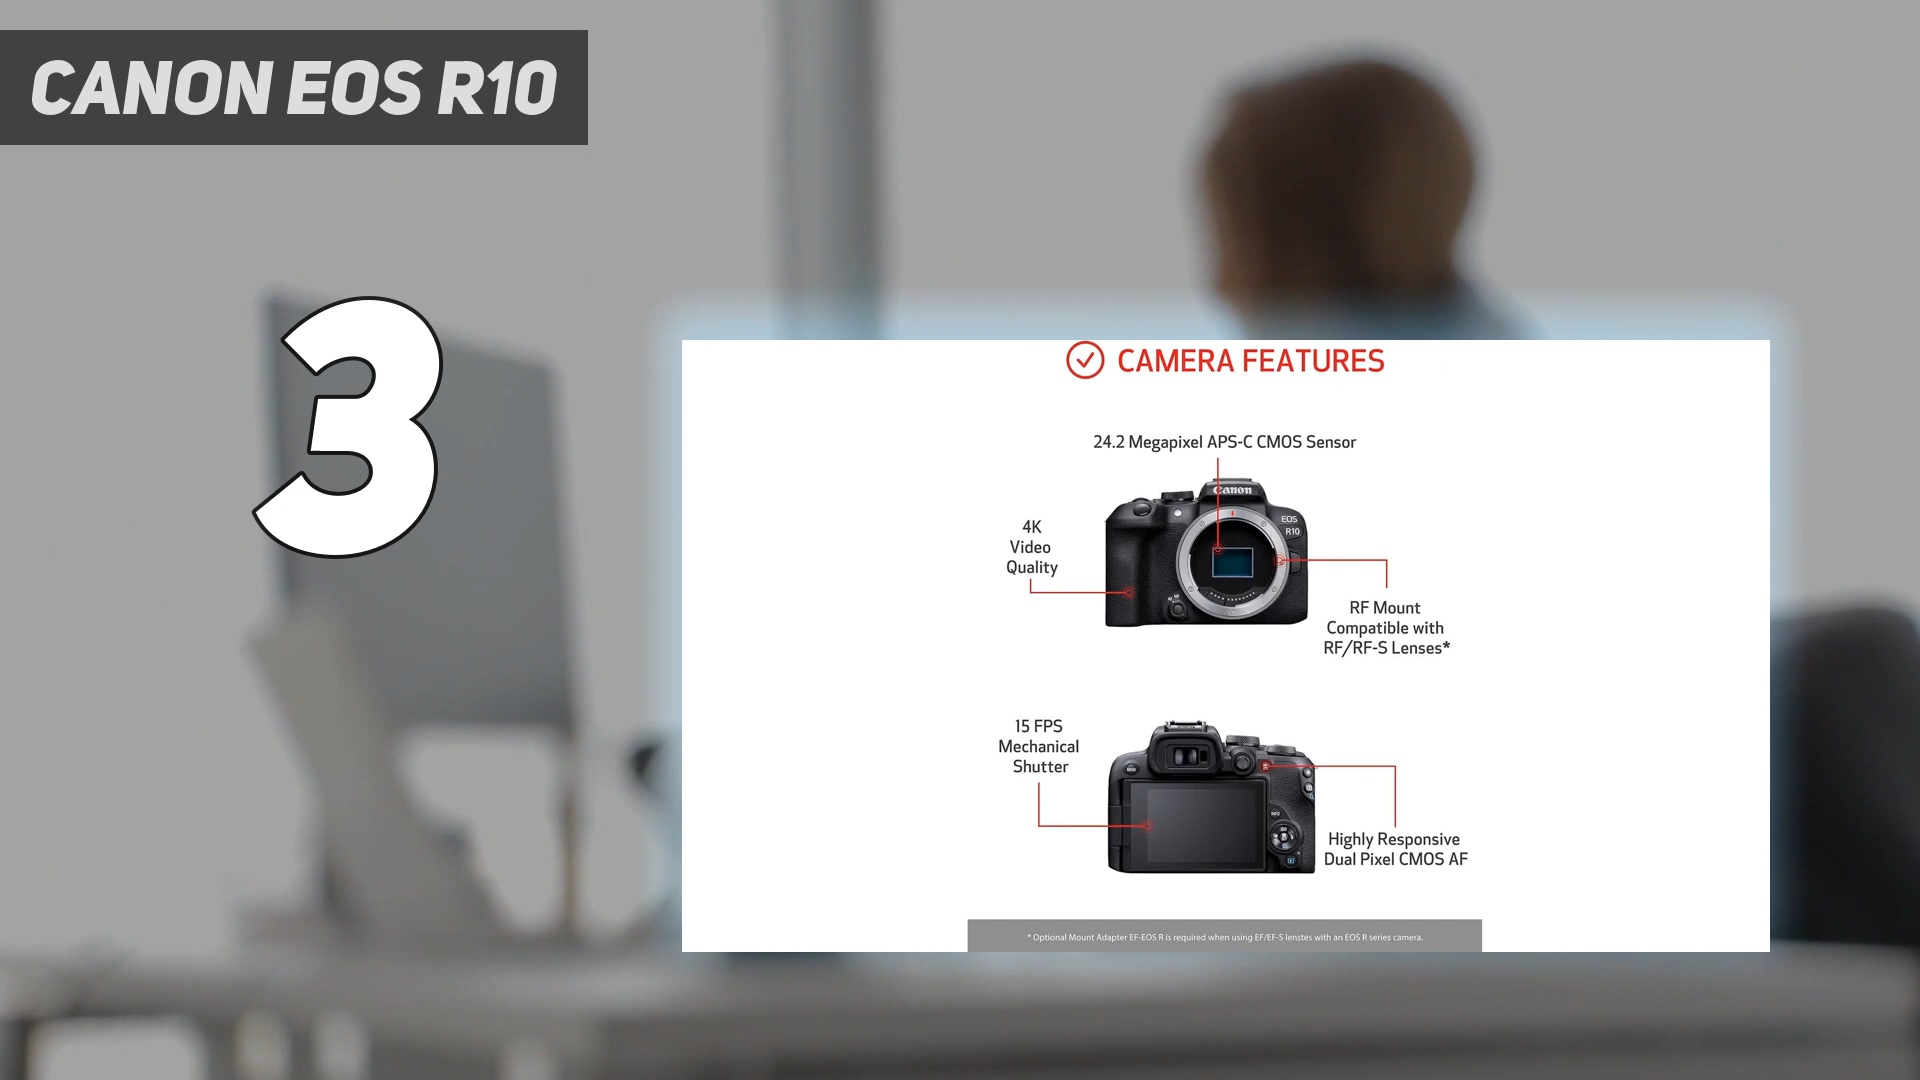 CANON EOS R10
3
CAMERA FEATURES
24.2 Megapixel APS-C CMOS Sensor
Canon
EOS
R10
4K
Video
Quality
RF Mount
Compatible with
RF/RF-S Lenses*
15 FPS
Mechanical
Shutter
MENU
INFO
Highly Responsive
Dual Pixel CMOS AF
* Optional Mount Adapter EF-EOS R is required when using EF/EF-S lenstes with an EOS R series camera.